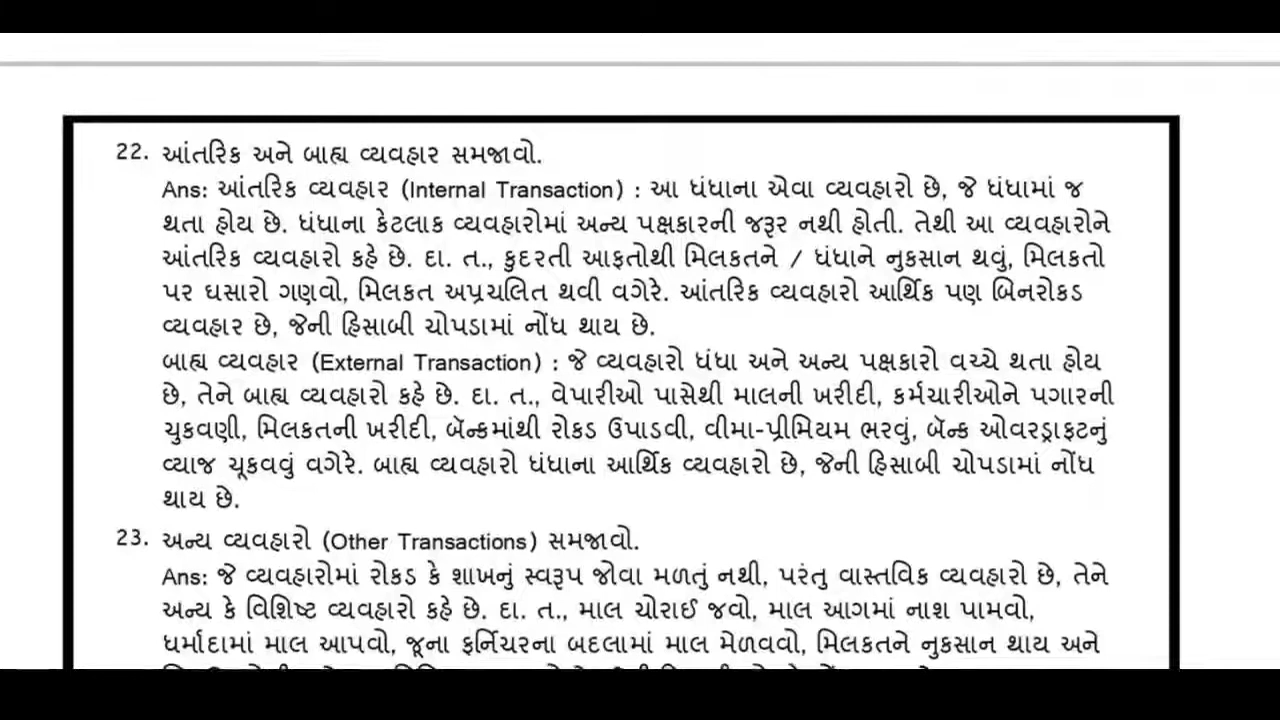 22. આંતરિક અને બાહ્ય વ્યવહાર સમજાવો.
Ans: આંતરિક વ્યવહાર (Internal Transaction) : આ ધંધાના એવા વ્યવહારો છે, જે ધંધામાં જ
થતા હોય છે. ધંધાના કેટલાક વ્યવહારોમાં અન્ય પક્ષકારની જરૂર નથી હોતી. તેથી આ વ્યવહારોને
આંતરિક વ્યવહારો કહે છે. દા. ત., કુદરતી આફતોથી મિલકતને / ધંધાને નુકસાન થવું, મિલકતો
પર ઘસારો ગણવો, મિલકત અપ્રચલિત થવી વગેરે. આંતરિક વ્યવહારો આર્થિક પણ બિનરોકડ
વ્યવહાર છે, જેની હિસાબી ચોપડામાં નોંધ થાય છે.
બાહ્ય વ્યવહાર (External Transaction) : જે વ્યવહારો ધંધા અને અન્ય પક્ષકારો વચ્ચે થતા હોય
છે, તેને બાહ્ય વ્યવહારો કહે છે. દા. ત., વેપારીઓ પાસેથી માલની ખરીદી, કર્મચારીઓને પગારની
ચુકવણી, મિલકતની ખરીદી, બૅન્કમાંથી રોકડ ઉપાડવી, વીમા-પ્રીમિયમ ભરવું, બૅન્ક ઓવરડ્રાફટનું
વ્યાજ ચૂકવવું વગેરે. બાહ્ય વ્યવહારો ધંધાના આર્થિક વ્યવહારો છે, જેની હિસાબી ચોપડામાં નોંધ
થાય છે.
23. અન્ય વ્યવહારો (Other Transactions) સમજાવો.
Ans: જે વ્યવહારોમાં રોકડ કે શાખનું સ્વરૂપ જોવા મળતું નથી, પરંતુ વાસ્તવિક વ્યવહારો છે, તેને
અન્ય કે વિશિષ્ટ વ્યવહારો કહે છે. દા. ત., માલ ચોરાઈ જવો, માલ આગમાં નાશ પામવો,
ધર્માદામાં માલ આપવો, જૂના ફર્નિચરના બદલામાં માલ મેળવવો, મિલકતને નુકસાન થાય અને